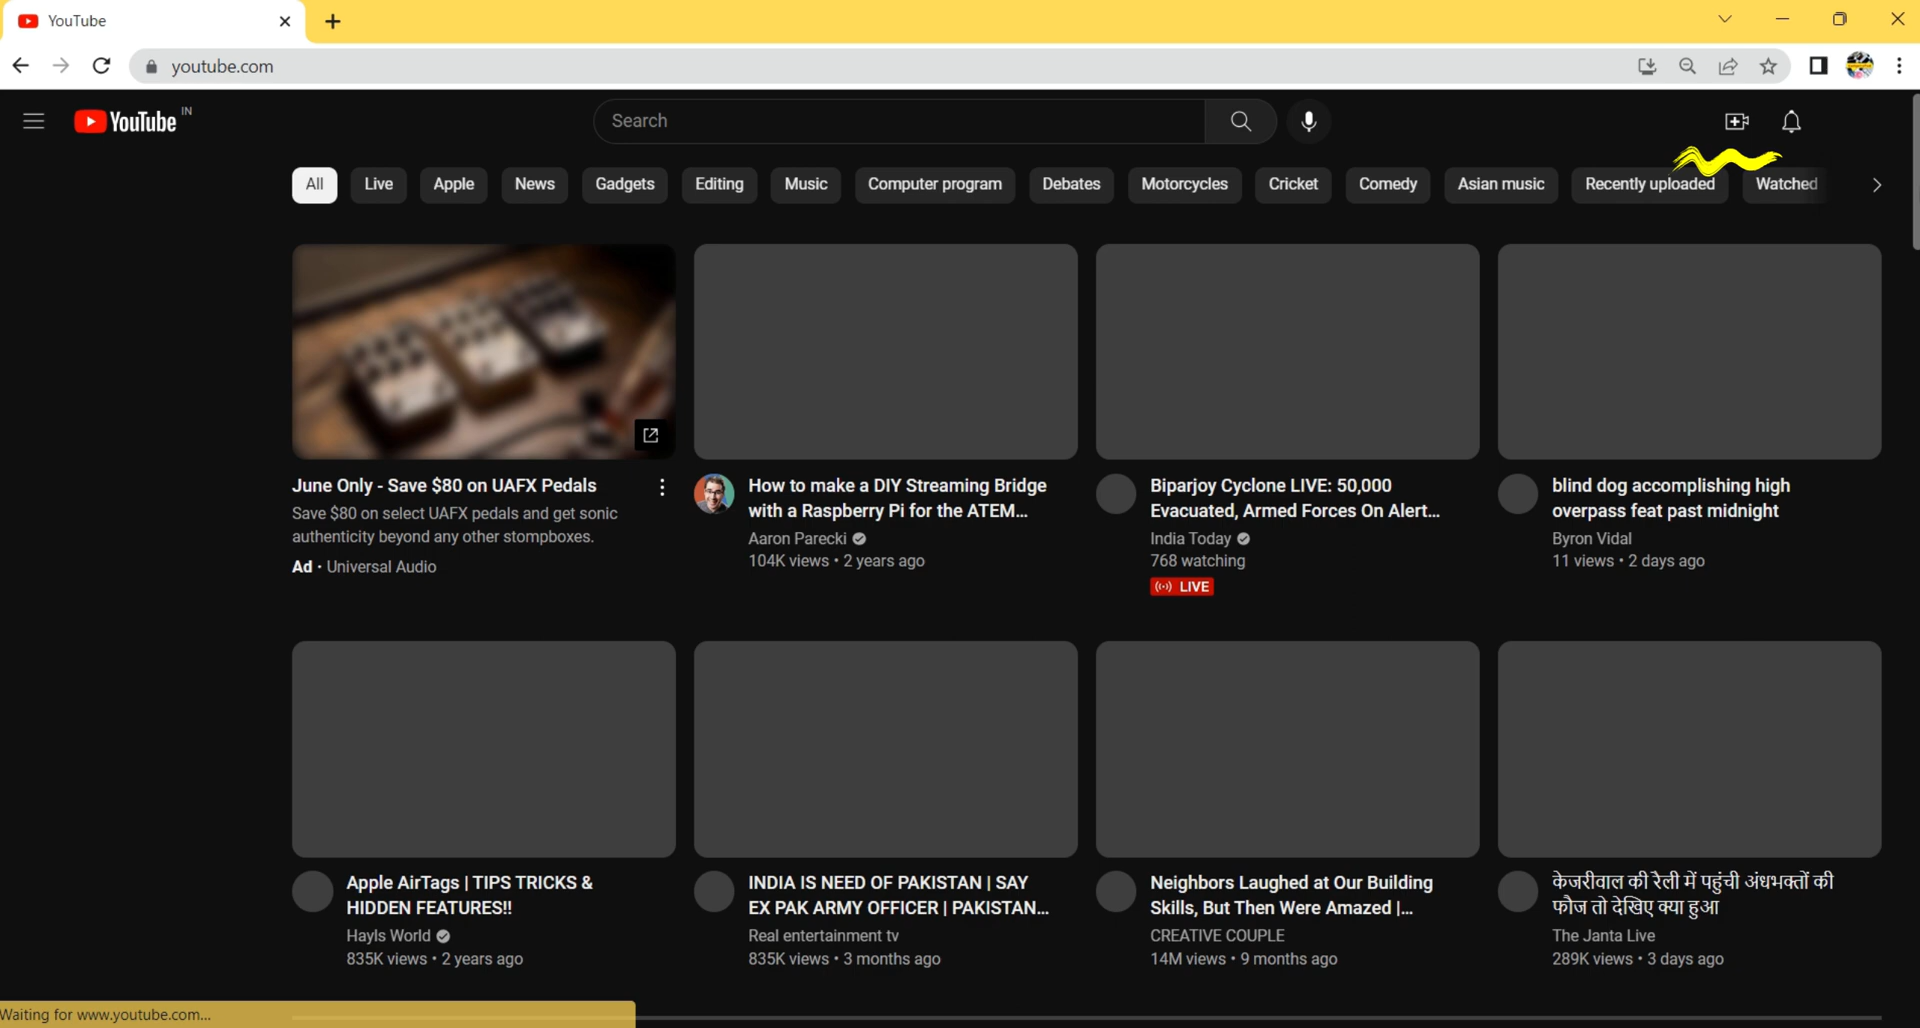 YouTube
youtube.com
YouTube IN
Search
All
Live
Apple
News
Gadgets
Editing
Music
Computer program
Debates
Motorcycles
Cricket
Comedy
Asian music
Recently uploaded
Watched
June Only - Save $80 on UAFX Pedals
Save $80 on select UAFX pedals and get sonic
authenticity beyond any other stompboxes.
Ad • Universal Audio
How to make a DIY Streaming Bridge
with a Raspberry Pi for the ATEM...
Aaron Parecki
104K views • 2 years ago
Biparjoy Cyclone LIVE: 50,000
Evacuated, Armed Forces On Alert...
India Today
768 watching
LIVE
blind dog accomplishing high
overpass feat past midnight
Byron Vidal
11 views • 2 days ago
Apple AirTags | TIPS TRICKS &
HIDDEN FEATURES!!
Hayls World
835K views • 2 years ago
INDIA IS NEED OF PAKISTAN | SAY
EX PAK ARMY OFFICER | PAKISTAN...
Real entertainment tv
835K views • 3 months ago
Neighbors Laughed at Our Building
Skills, But Then Were Amazed |...
CREATIVE COUPLE
14M views • 9 months ago
केजरीवाल की रैली में पहुंची अंधभक्तों की
फौज तो देखिए क्या हुआ
The Janta Live
289K views • 3 days ago
Waiting for www.youtube.com...